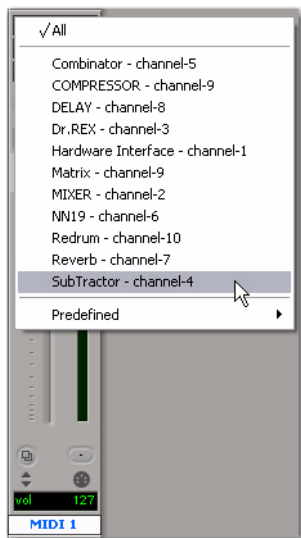 ✓All
Combinator - channel-5
COMPRESSOR - channel-9
DELAY - channel-8
Dr.REX - channel-3
Hardware Interface - channel-1
Matrix - channel-9
MIXER - channel-2
NN19 - channel-6
Redrum - channel-10
Reverb - channel-7
SubTractor - channel-4
Predefined
vol 127
MIDI 1